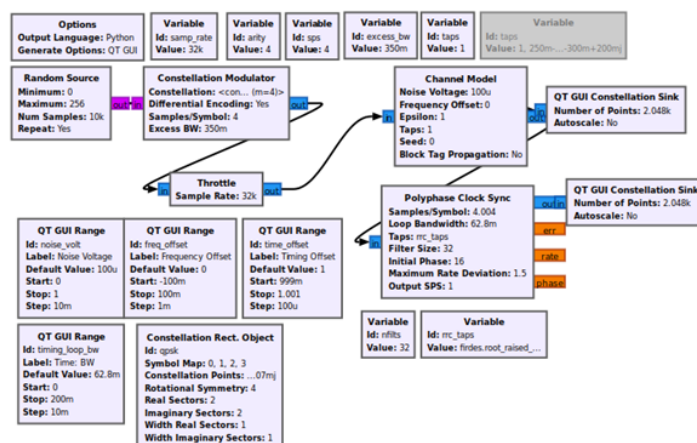 Options
Output Language: Python
Generate Options: QT GUI
Variable
Id: samp_rate
Value: 32k
Variable
Id: arity
Value: 4
Variable
Id: sps
Value: 4
Variable
Id: excess_bw
Value: 350m
Variable
Id: taps
Value: 1
Variable
Id: taps
Value: 1, 250m-...-300m+200mj
Random Source
Minimum: 0
Maximum: 256
Num Samples: 10k
Repeat: Yes
out
in
Constellation Modulator
Constellation: <con... (m=4)>
Differential Encoding: Yes
Samples/Symbol: 4
Excess BW: 350m
out
Channel Model
Noise Voltage: 100u
Frequency Offset: 0
Epsilon: 1
Taps: 1
Seed: 0
Block Tag Propagation: No
in
out
in
QT GUI Constellation Sink
Number of Points: 2.048k
Autoscale: No
in
Throttle
Sample Rate: 32k
out
Polyphase Clock Sync
Samples/Symbol: 4.004
Loop Bandwidth: 62.8m
Taps: rrc_taps
Filter Size: 32
Initial Phase: 16
Maximum Rate Deviation: 1.5
Output SPS: 1
in
out
err
rate
phase
in
QT GUI Constellation Sink
Number of Points: 2.048k
Autoscale: No
QT GUI Range
Id: noise_volt
Label: Noise Voltage
Default Value: 100u
Start: 0
Stop: 1
Step: 10m
QT GUI Range
Id: freq_offset
Label: Frequency Offset
Default Value: 0
Start: -100m
Stop: 100m
Step: 1m
QT GUI Range
Id: time_offset
Label: Timing Offset
Default Value: 1
Start: 999m
Stop: 1.001
Step: 100u
QT GUI Range
Id: timing_loop_bw
Label: Time: BW
Default Value: 62.8m
Start: 0
Stop: 200m
Step: 10m
Constellation Rect. Object
Id: qpsk
Symbol Map: 0, 1, 2, 3
Constellation Points: ...07mj
Rotational Symmetry: 4
Real Sectors: 2
Imaginary Sectors: 2
Width Real Sectors: 1
Width Imaginary Sectors: 1
Variable
Id: nfilts
Value: 32
Variable
Id: rrc_taps
Value: firdes.root_raised_...